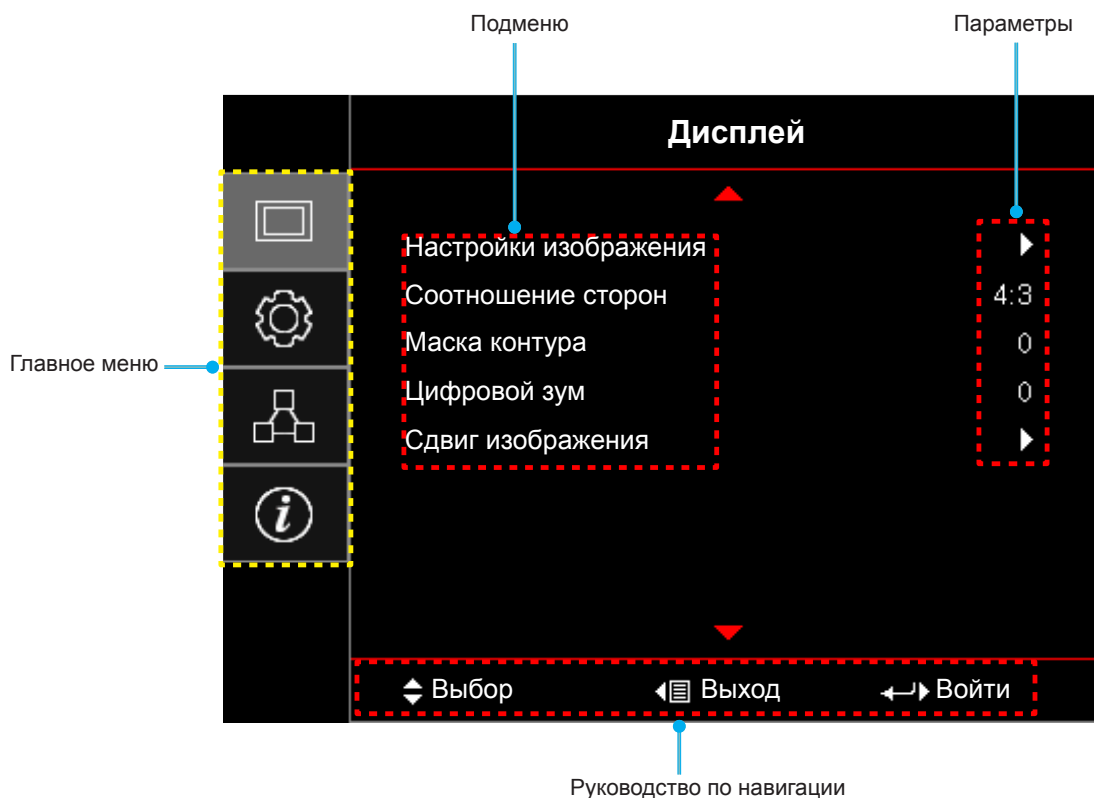 Подменю
Параметры
Дисплей
Настройки изображения
Соотношение сторон 4:3
Маска контура 0
Цифровой зум 0
Сдвиг изображения
Главное меню
i
Выбор Выход Войти
Руководство по навигации